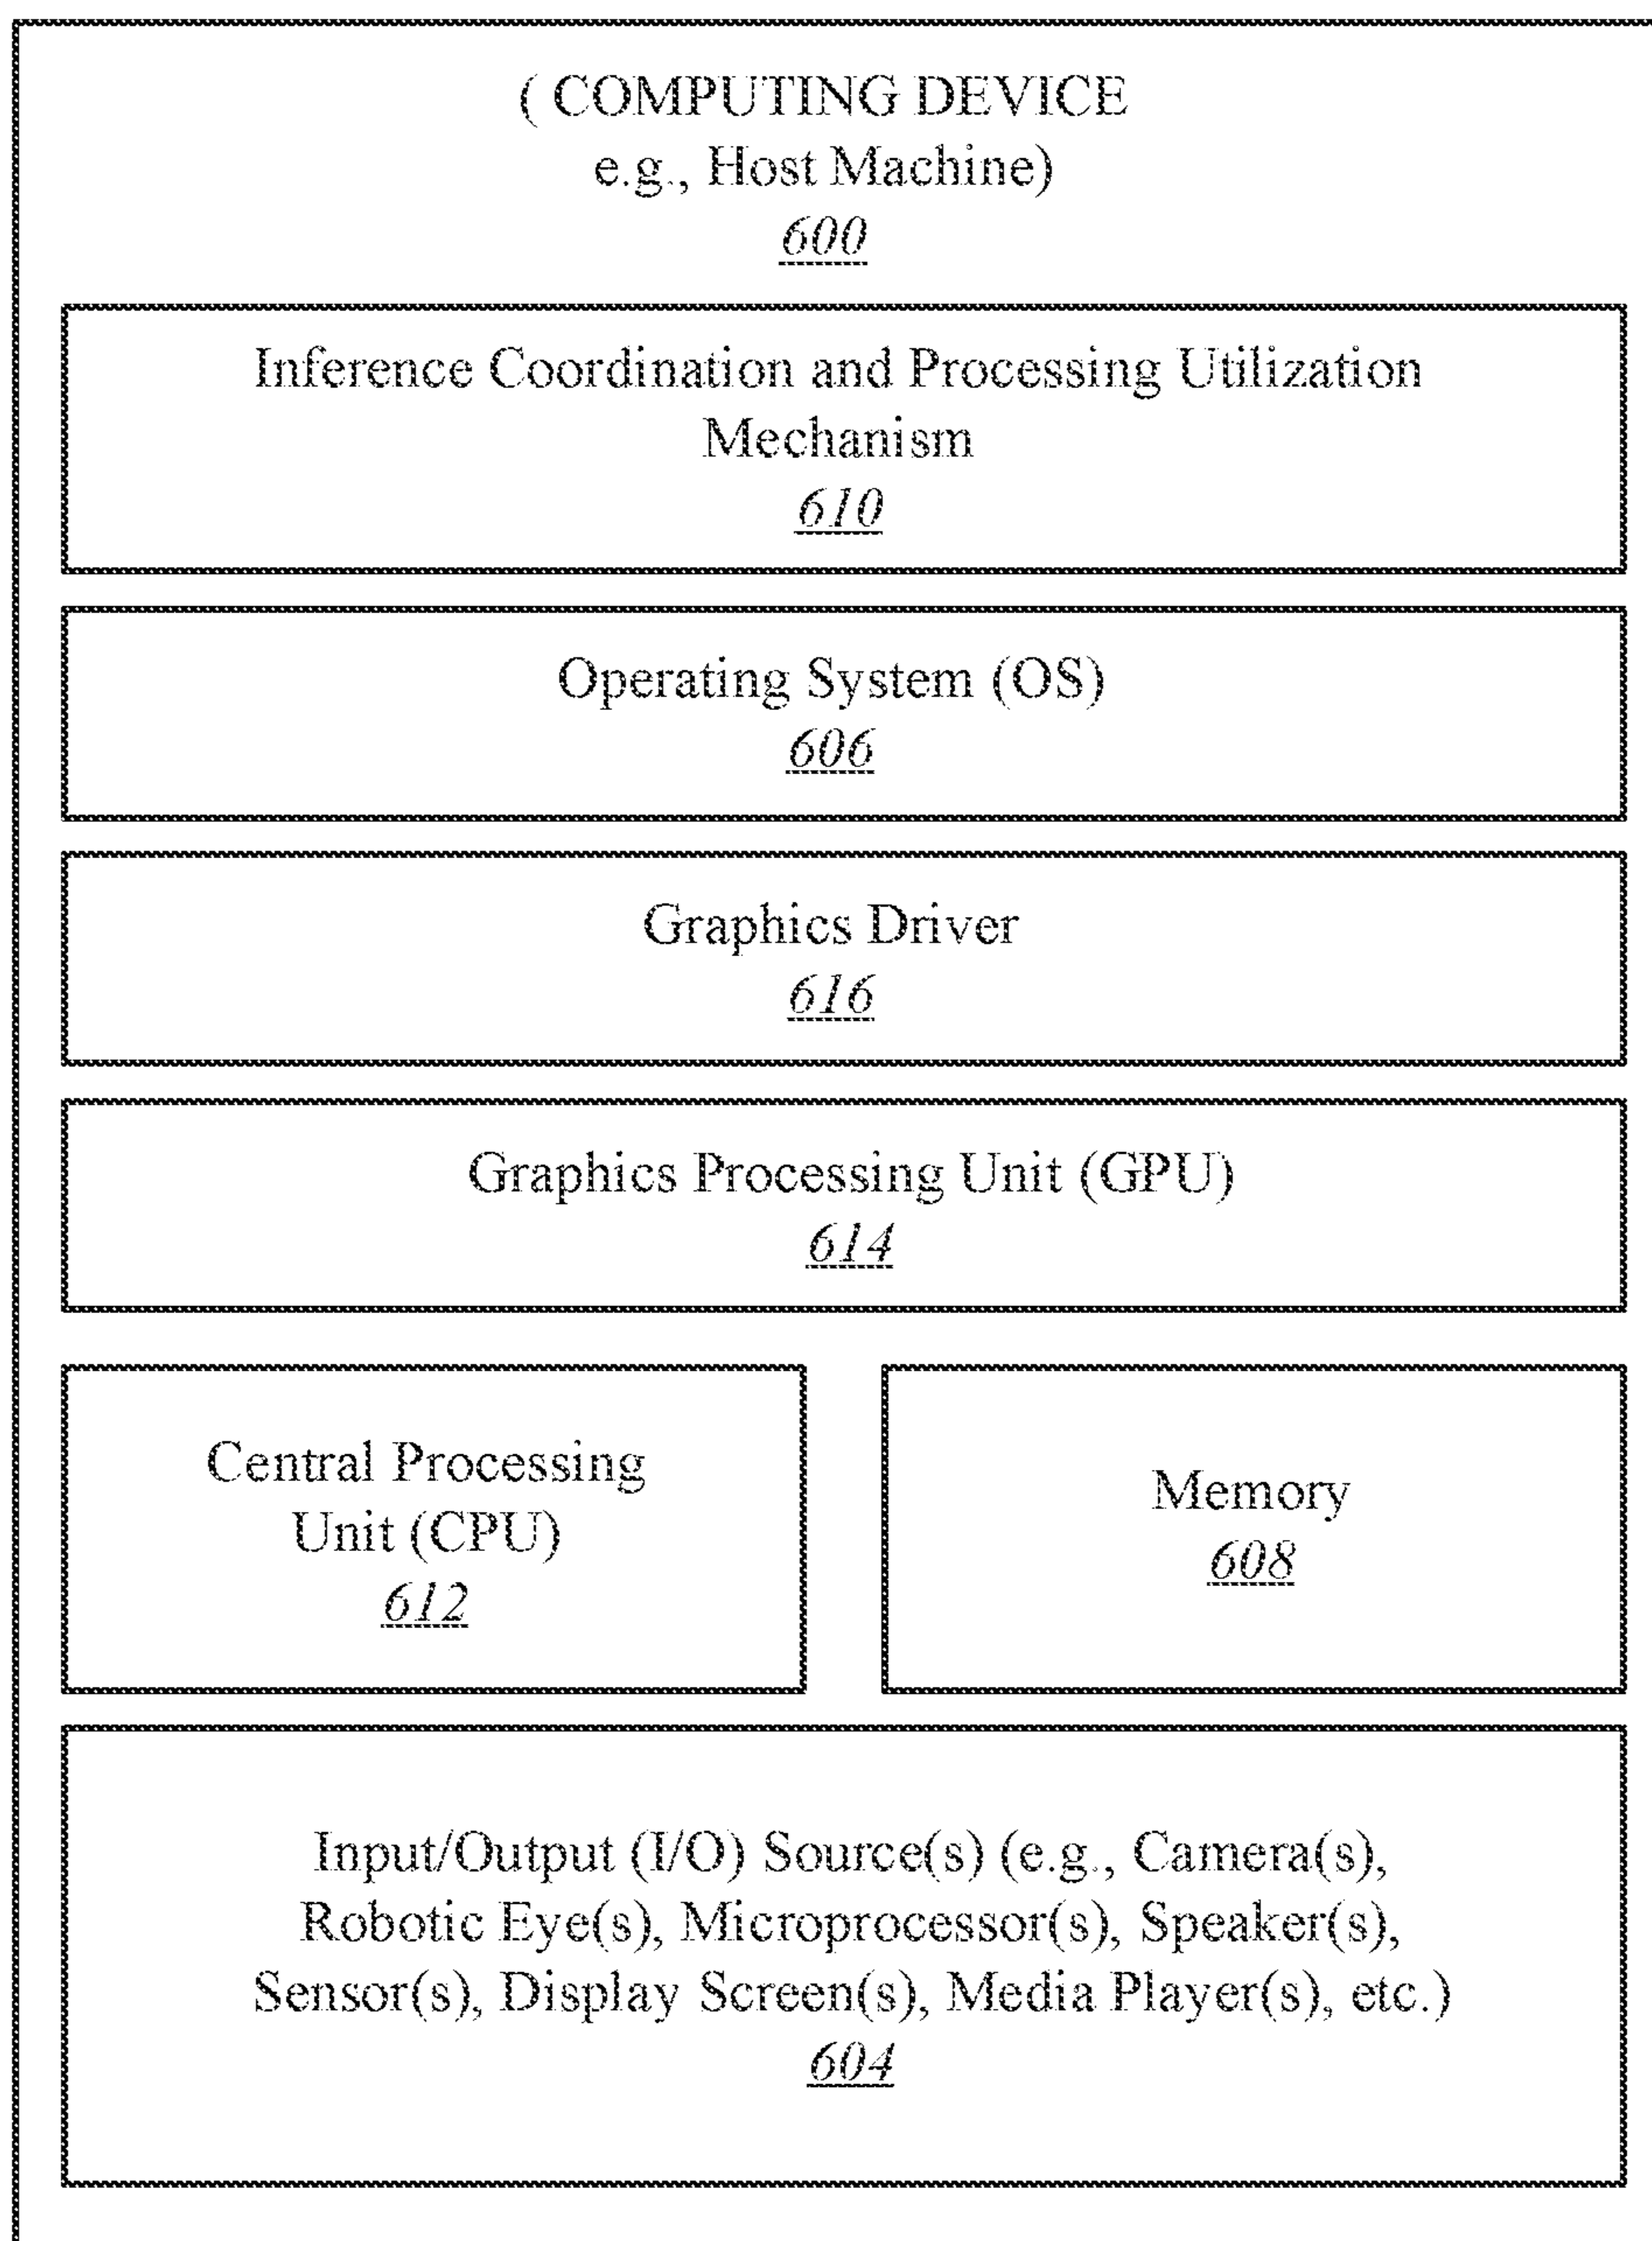 ( COMPUTING DEVICE
e.g., Host Machine)
600
Inference Coordination and Processing Utilization
Mechanism
610
Operating System (OS)
606
Graphics Driver
616
Graphics Processing Unit (GPU)
614
Central Processing
Unit (CPU)
612
Memory
608
Input/Output (I/O) Source(s) (e.g., Camera(s),
Robotic Eye(s), Microprocessor(s), Speaker(s),
Sensor(s), Display Screen(s), Media Player(s), etc.)
604